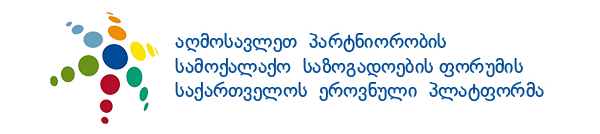 აღმოსავლეთ პარტნიორობის
სამოქალაქო საზოგადოების ფორუმის
საქართველოს ეროვნული პლატფორმა